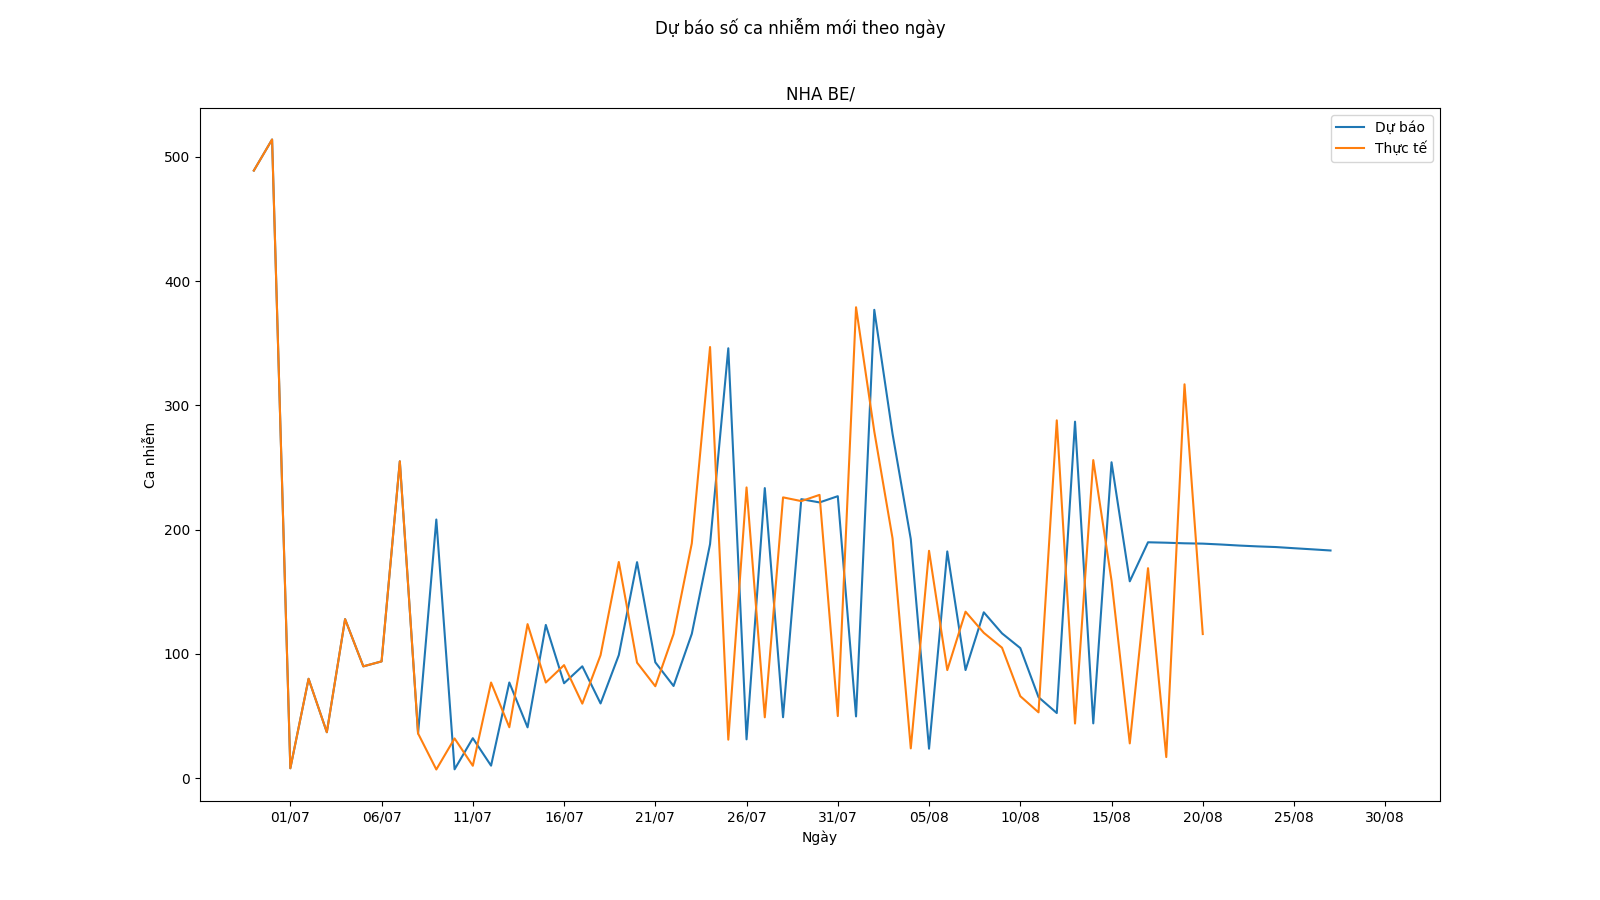 Dự báo số ca nhiễm mới theo ngày
NHA BE/
Dự báo
Thực tế
500
400
300
200
100
0
Ca nhiễm
01/07 06/07 11/07 16/07 21/07 26/07 31/07 05/08 10/08 15/08 20/08 25/08 30/08
Ngày